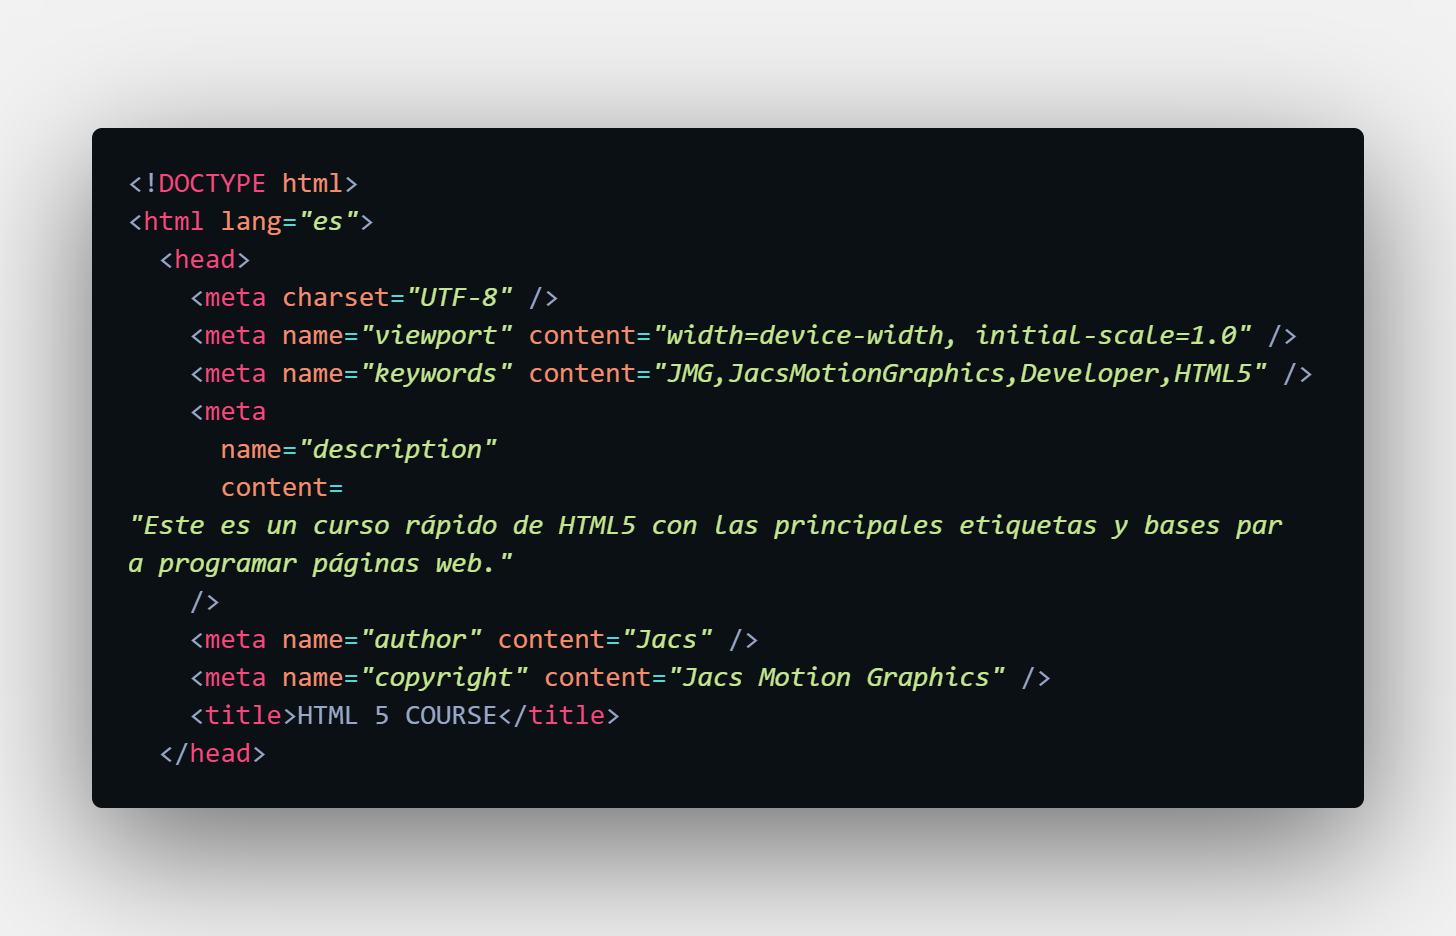 <!DOCTYPE html>
<html lang="es">
  <head>
    <meta charset="UTF-8" />
    <meta name="viewport" content="width=device-width, initial-scale=1.0" />
    <meta name="keywords" content="JMG,JacsMotionGraphics,Developer,HTML5" />
    <meta
      name="description"
      content=
"Este es un curso rápido de HTML5 con las principales etiquetas y bases par
a programar páginas web."
    />
    <meta name="author" content="Jacs" />
    <meta name="copyright" content="Jacs Motion Graphics" />
    <title>HTML 5 COURSE</title>
  </head>